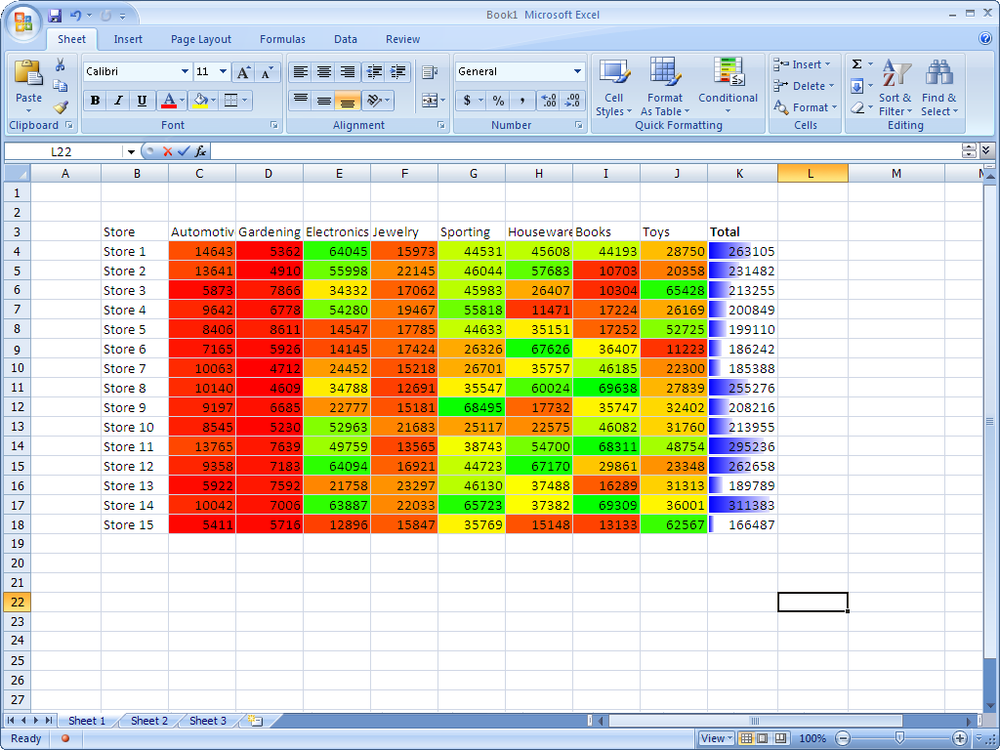 Book1 Microsoft Excel
Sheet Insert Page Layout Formulas Data Review
Calibri 11 General Insert
Paste B I U A $ % , Cell Styles Format As Table Conditional Delete Format Σ Sort & Filter Find & Select
Clipboard Font Alignment Number Quick Formatting Cells Editing
L22 fx
A B C D E F G H I J K L M
1
2
3 Store Automotiv Gardening Electronics Jewelry Sporting Houseware Books Toys Total
4 Store 1 14643 5362 64045 15973 44531 45608 44193 28750 263105
5 Store 2 13641 4910 55998 22145 46044 57683 10703 20358 231482
6 Store 3 5873 7866 34332 17062 45983 26407 10304 65428 213255
7 Store 4 9642 6778 54280 19467 55818 11471 17224 26169 200849
8 Store 5 8406 8611 14547 17785 44633 35151 17252 52725 199110
9 Store 6 7165 5926 14145 17424 26326 67626 36407 11223 186242
10 Store 7 10063 4712 24452 15218 26701 35757 46185 22300 185388
11 Store 8 10140 4609 34788 12691 35547 60024 69638 27839 255276
12 Store 9 9197 6685 22777 15181 68495 17732 35747 32402 208216
13 Store 10 8545 5230 52963 21683 25117 22575 46082 31760 213955
14 Store 11 13765 7639 49759 13565 38743 54700 68311 48754 295236
15 Store 12 9358 7183 64094 16921 44723 67170 29861 23348 262658
16 Store 13 5922 7592 21758 23297 46130 37488 16289 31313 189789
17 Store 14 10042 7006 63887 22033 65723 37382 69309 36001 311383
18 Store 15 5411 5716 12896 15847 35769 15148 13133 62567 166487
19
20
21
22
23
24
25
26
27
Sheet 1 Sheet 2 Sheet 3
Ready View 100%